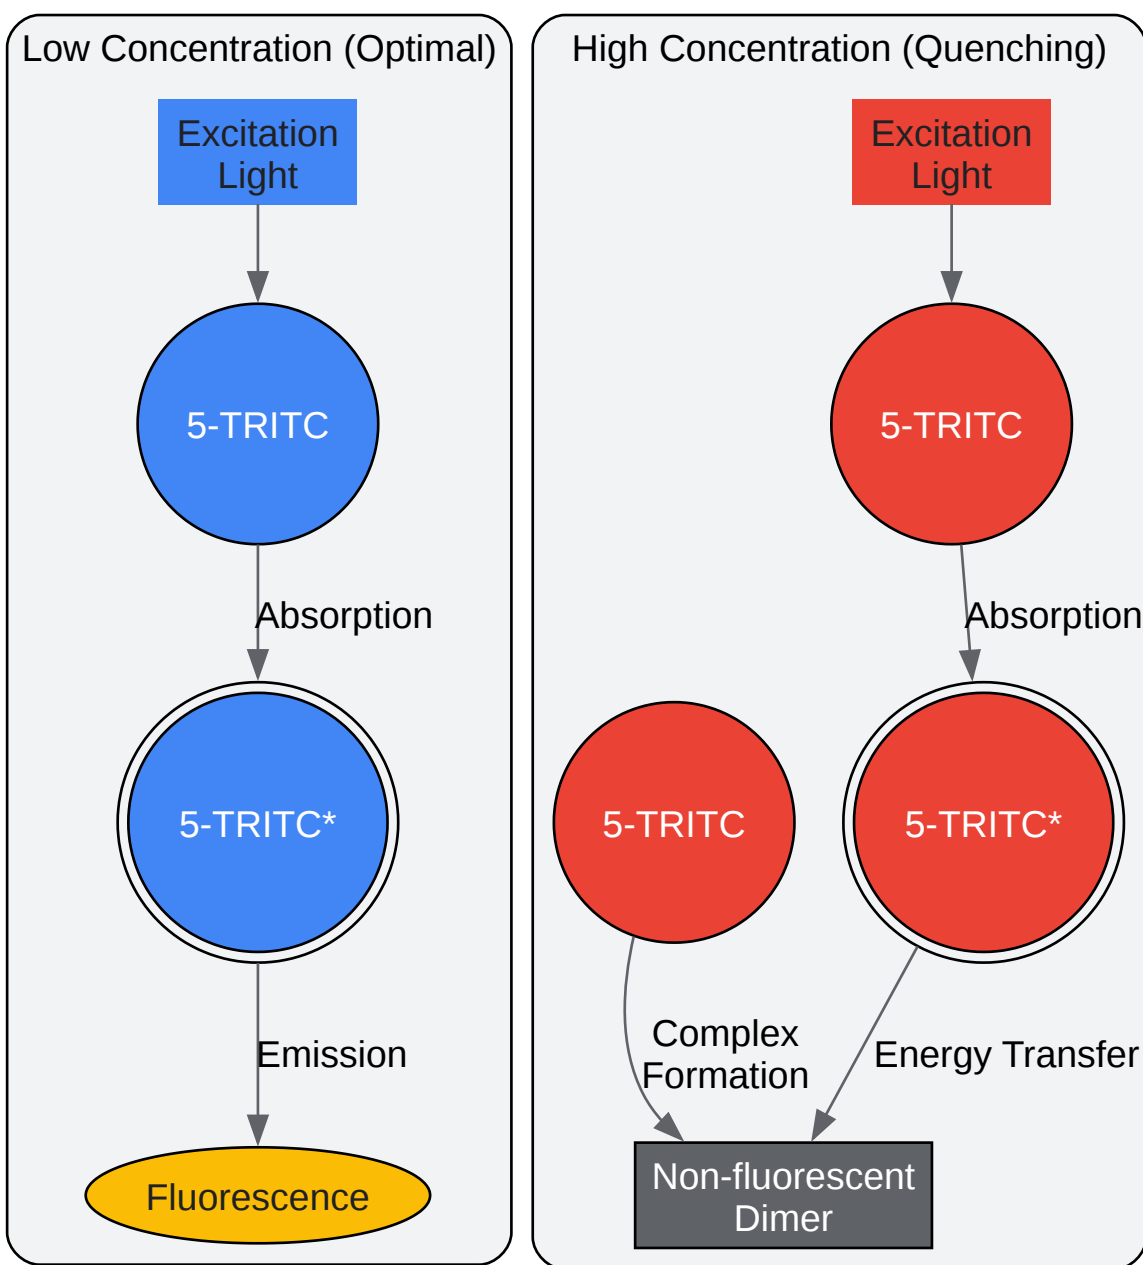 Low Concentration (Optimal)
Excitation
Light
5-TRITC
Absorption
5-TRITC*
Emission
Fluorescence
High Concentration (Quenching)
Excitation
Light
5-TRITC
Absorption
5-TRITC
5-TRITC*
Complex
Formation
Energy Transfer
Non-fluorescent
Dimer